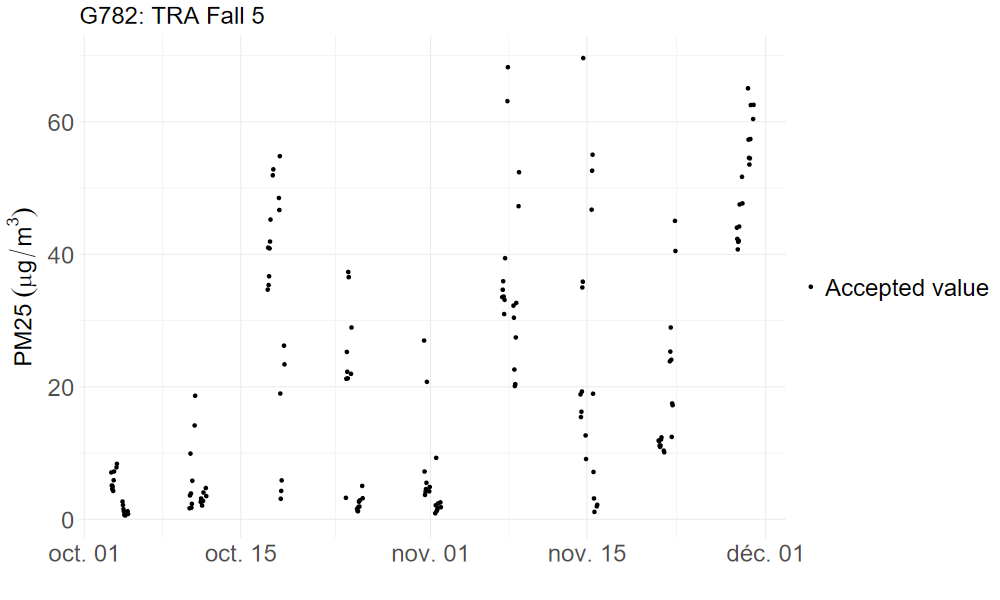 G782: TRA Fall 5
PM25 (μg/m³)
60
40
20
0
oct. 01 oct. 15 nov. 01 nov. 15 déc. 01
Accepted value